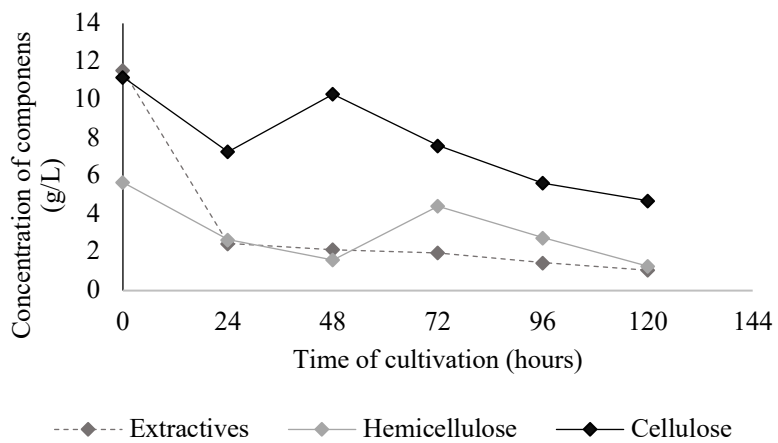 Concentration of componens
(g/L)
14
12
10
8
6
4
2
0
0 24 48 72 96 120 144
Time of cultivation (hours)
Extractives Hemicellulose Cellulose